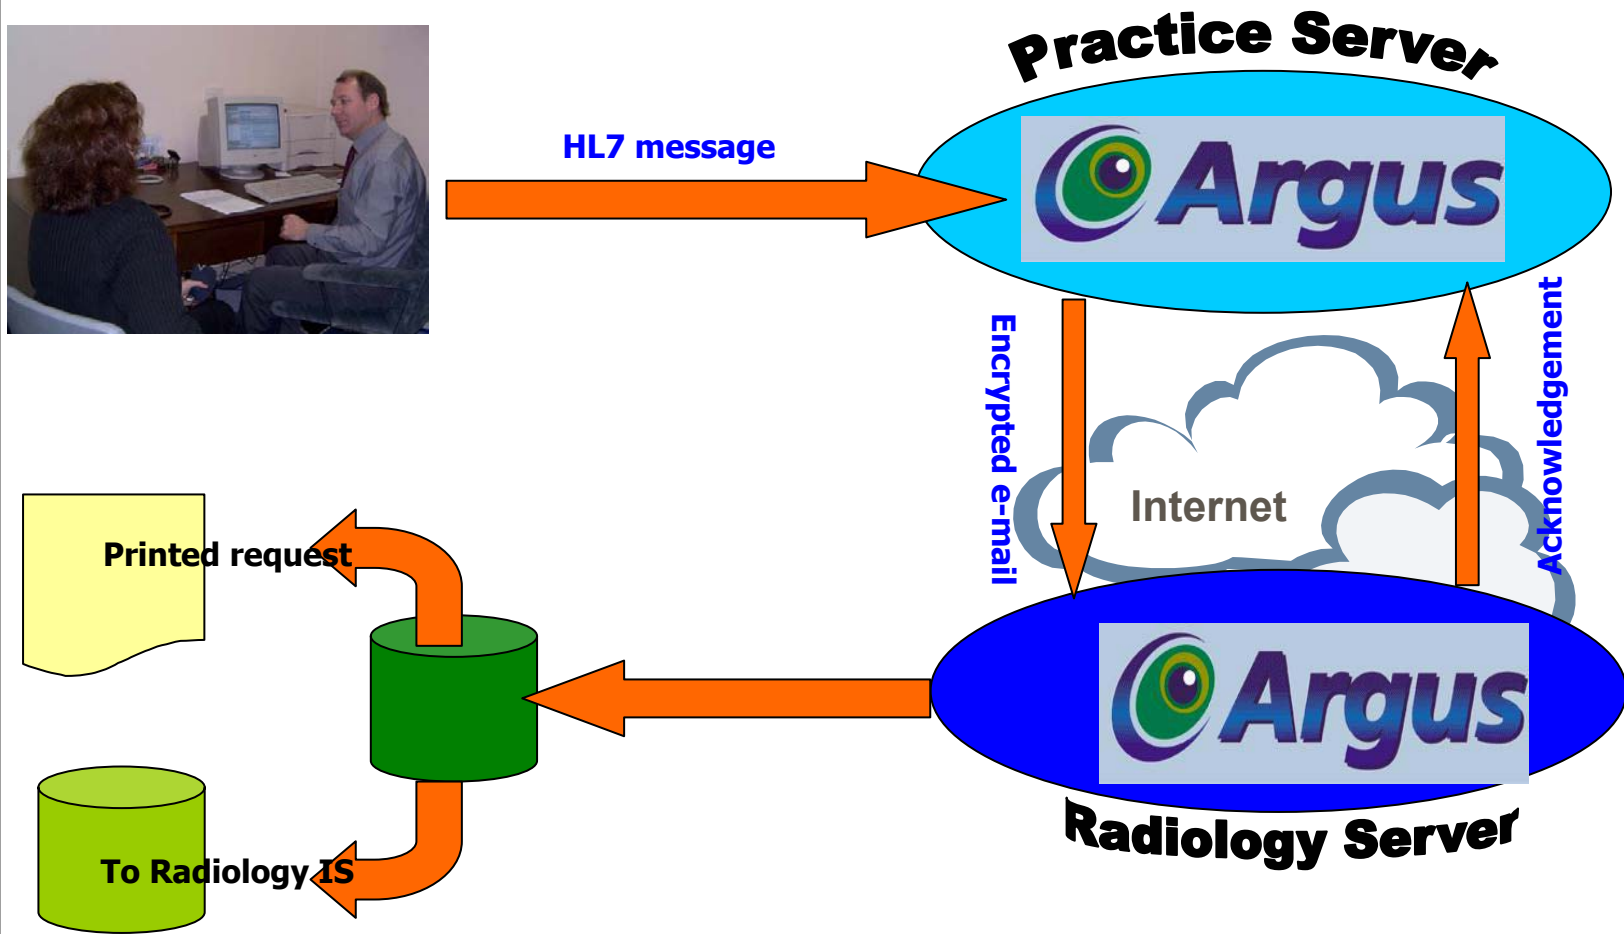 Practice Server
HL7 message
Argus
Encrypted e-mail
Acknowledgement
Internet
Printed request
Argus
To Radiology IS
Radiology Server